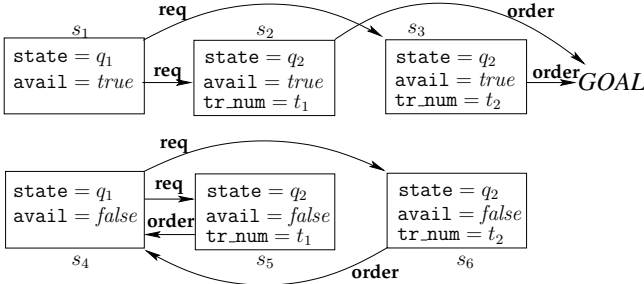 req
order
s₁
s₂
s₃
state = q₁
avail = true
req
state = q₂
avail = true
tr_num = t₁
state = q₂
avail = true
tr_num = t₂
order
GOAL
req
state = q₁
avail = false
req
order
state = q₂
avail = false
tr_num = t₁
state = q₂
avail = false
tr_num = t₂
s₄
s₅
order
s₆